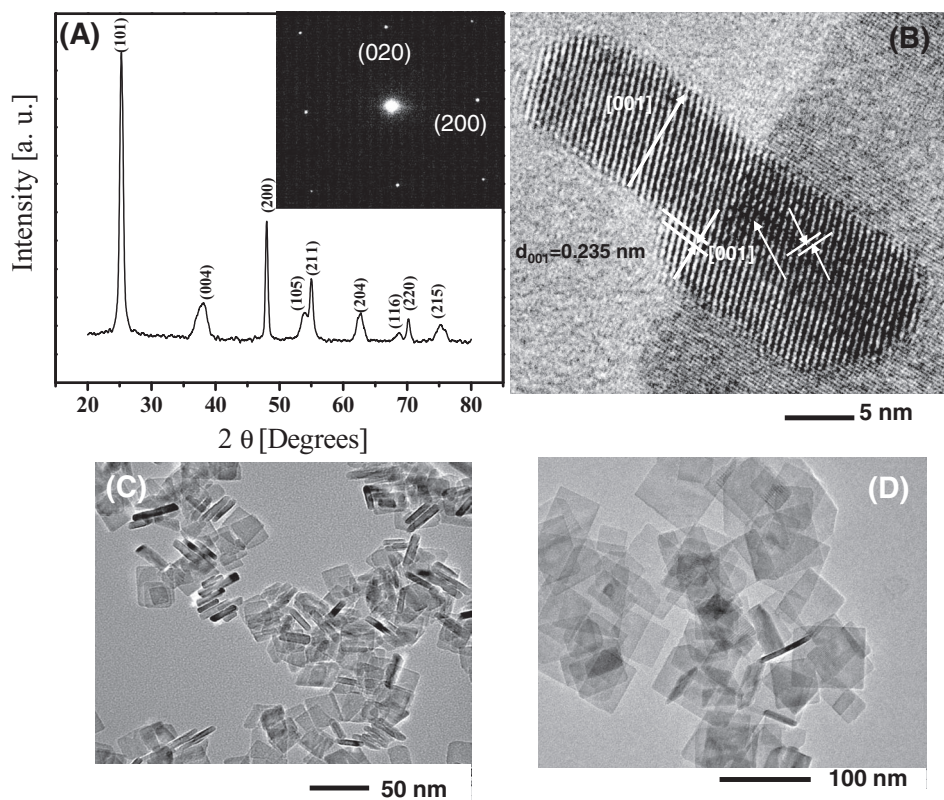 (A)
(101)
(020)
(200)
Intensity [a. u.]
(004)
(200)
(105)
(211)
(204)
(116)
(220)
(215)
20 30 40 50 60 70 80
2 θ [Degrees]
(B)
[001]
[001]
d001=0.235 nm
5 nm
(C)
50 nm
(D)
100 nm